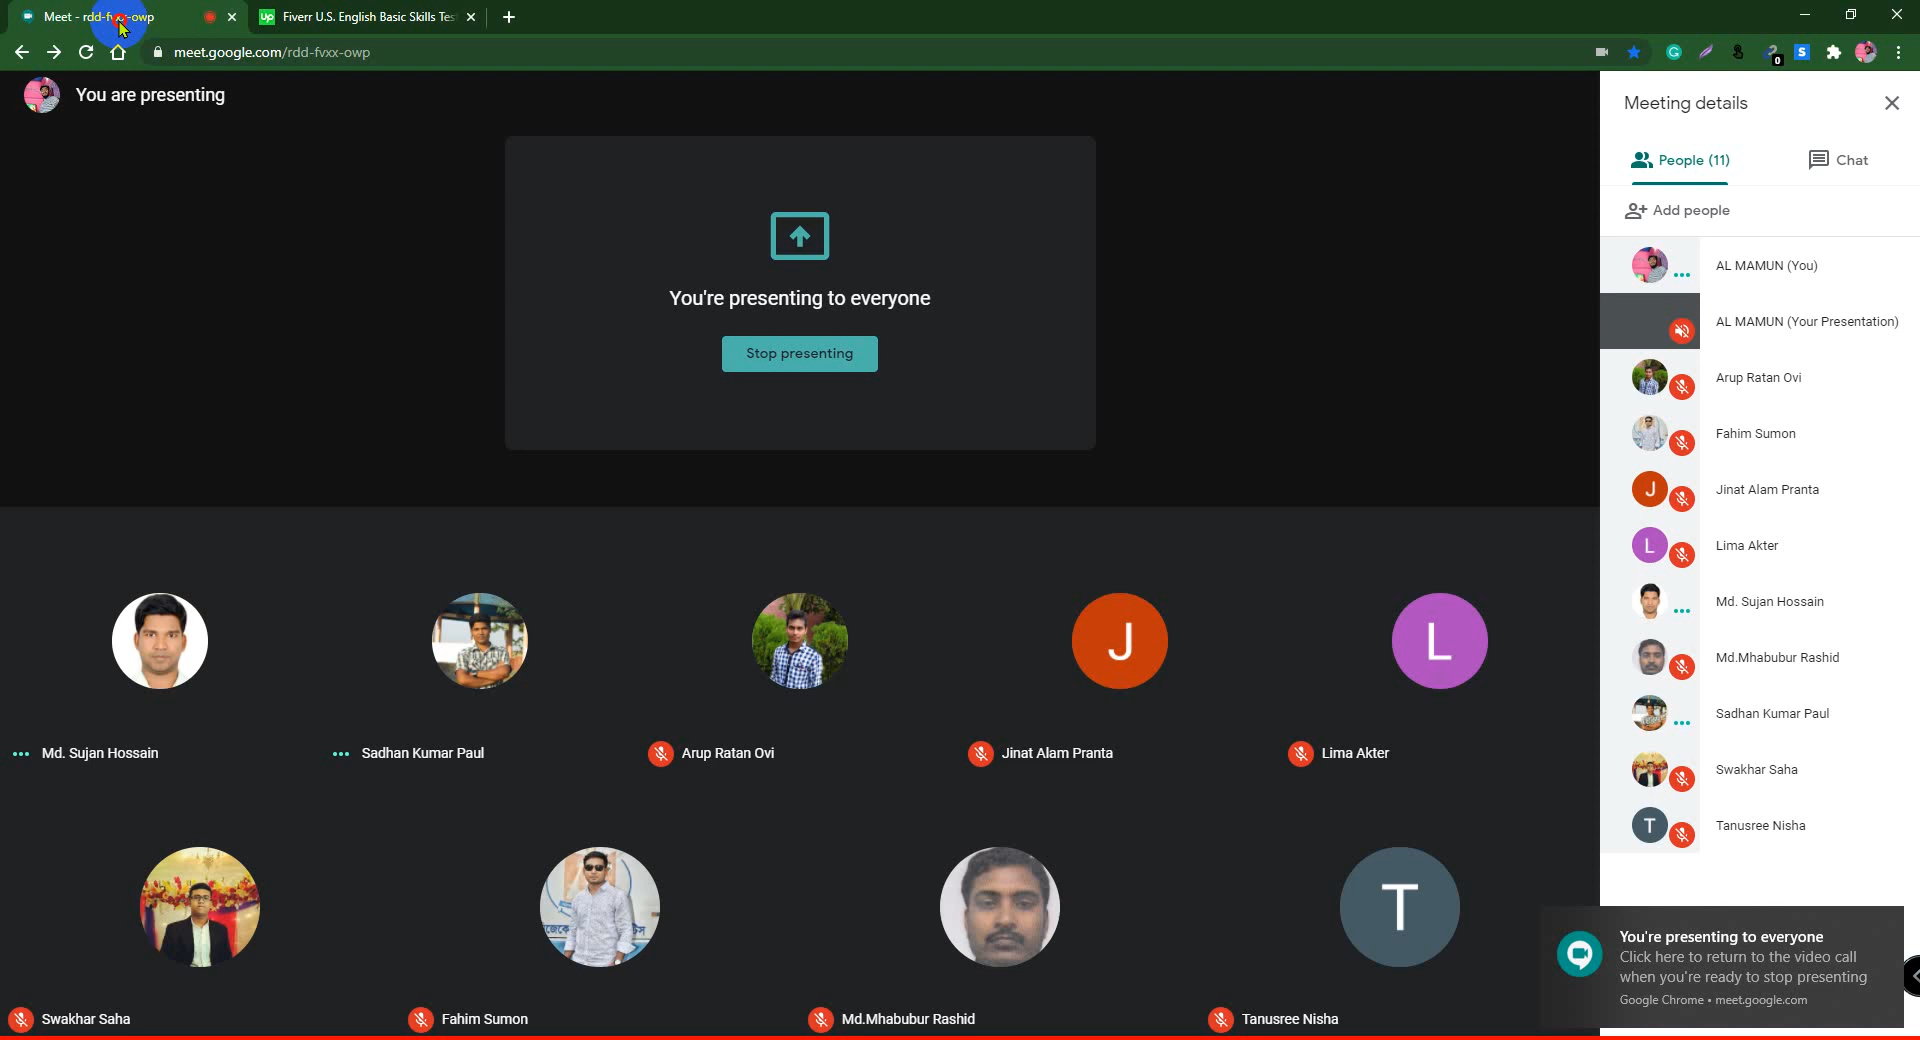 Meet - rdd-fvxx-owp
Up
Fiverr U.S. English Basic Skills Tes
meet.google.com/rdd-fvxx-owp
S
0
You are presenting
You're presenting to everyone
Stop presenting
Md. Sujan Hossain
Sadhan Kumar Paul
Arup Ratan Ovi
J
Jinat Alam Pranta
L
Lima Akter
Swakhar Saha
Fahim Sumon
Md.Mhabubur Rashid
T
Tanusree Nisha
Meeting details
People (11)
Chat
Add people
AL MAMUN (You)
AL MAMUN (Your Presentation)
Arup Ratan Ovi
Fahim Sumon
J
Jinat Alam Pranta
L
Lima Akter
Md. Sujan Hossain
Md.Mhabubur Rashid
Sadhan Kumar Paul
Swakhar Saha
T
Tanusree Nisha
You're presenting to everyone
Click here to return to the video call
when you're ready to stop presenting
Google Chrome • meet.google.com